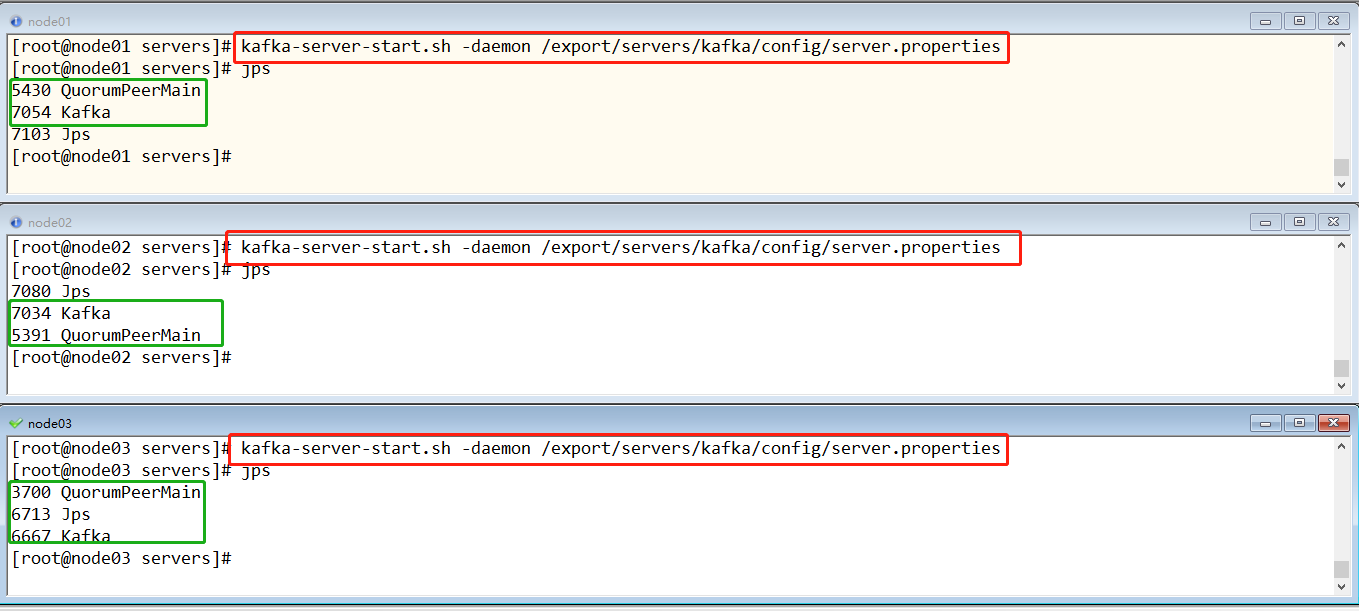 node01
[root@node01 servers]# kafka-server-start.sh -daemon /export/servers/kafka/config/server.properties
[root@node01 servers]# jps
5430 QuorumPeerMain
7054 Kafka
7103 Jps
[root@node01 servers]#
node02
[root@node02 servers]# kafka-server-start.sh -daemon /export/servers/kafka/config/server.properties
[root@node02 servers]# jps
7080 Jps
7034 Kafka
5391 QuorumPeerMain
[root@node02 servers]#
node03
[root@node03 servers]# kafka-server-start.sh -daemon /export/servers/kafka/config/server.properties
[root@node03 servers]# jps
3700 QuorumPeerMain
6713 Jps
6667 Kafka
[root@node03 servers]#